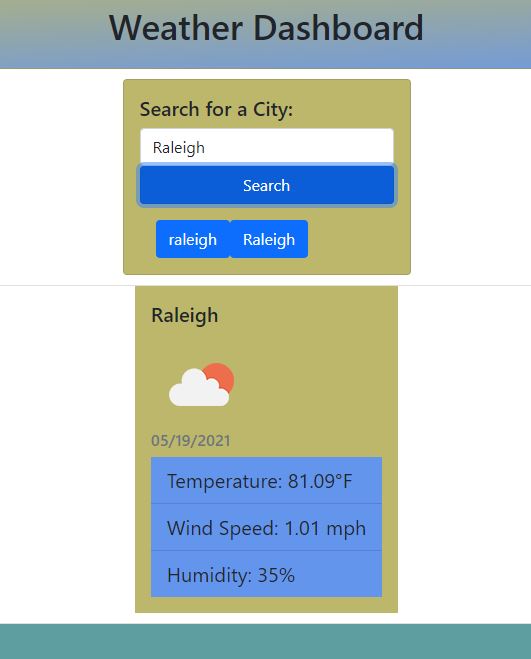 Weather Dashboard
Search for a City:
Raleigh
Search
raleigh Raleigh
Raleigh
05/19/2021
Temperature: 81.09°F
Wind Speed: 1.01 mph
Humidity: 35%